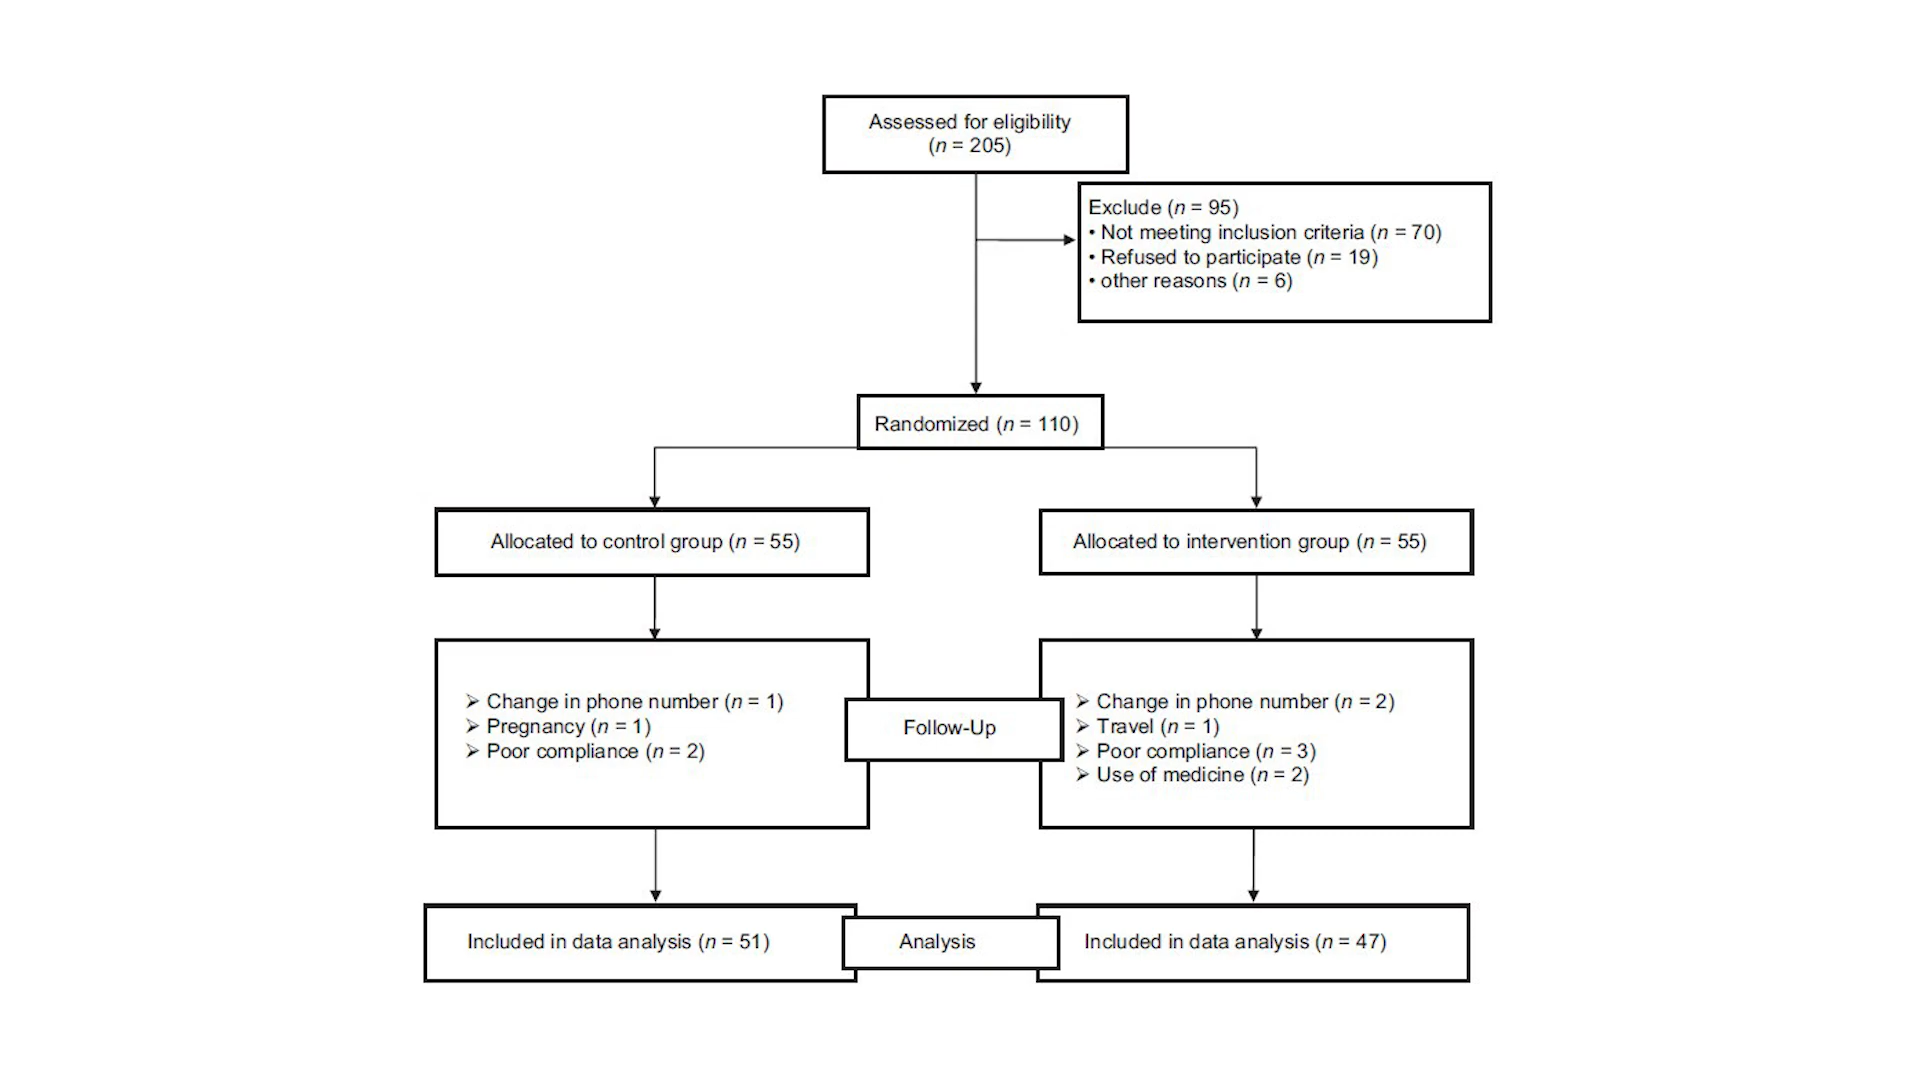 Assessed for eligibility
(n = 205)
Exclude (n = 95)
• Not meeting inclusion criteria (n = 70)
• Refused to participate (n = 19)
• other reasons (n = 6)
Randomized (n = 110)
Allocated to control group (n = 55)
Allocated to intervention group (n = 55)
➢ Change in phone number (n = 1)
➢ Pregnancy (n = 1)
➢ Poor compliance (n = 2)
Follow-Up
➢ Change in phone number (n = 2)
➢ Travel (n = 1)
➢ Poor compliance (n = 3)
➢ Use of medicine (n = 2)
Included in data analysis (n = 51)
Analysis
Included in data analysis (n = 47)